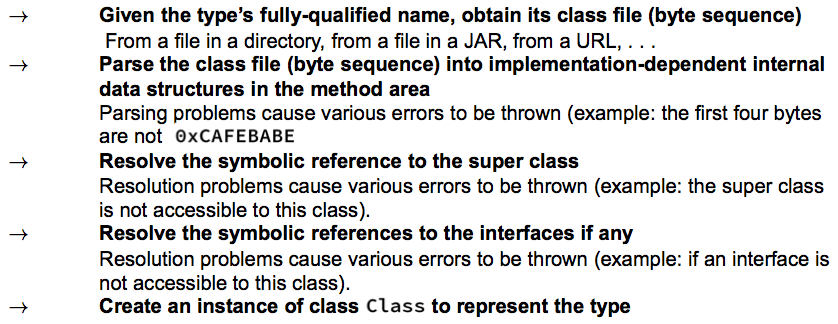 → Given the type’s fully-qualified name, obtain its class file (byte sequence)
From a file in a directory, from a file in a JAR, from a URL, . . .
→ Parse the class file (byte sequence) into implementation-dependent internal
data structures in the method area
Parsing problems cause various errors to be thrown (example: the first four bytes
are not 0xCAFEBABE
→ Resolve the symbolic reference to the super class
Resolution problems cause various errors to be thrown (example: the super class
is not accessible to this class).
→ Resolve the symbolic references to the interfaces if any
Resolution problems cause various errors to be thrown (example: if an interface is
not accessible to this class).
→ Create an instance of class Class to represent the type